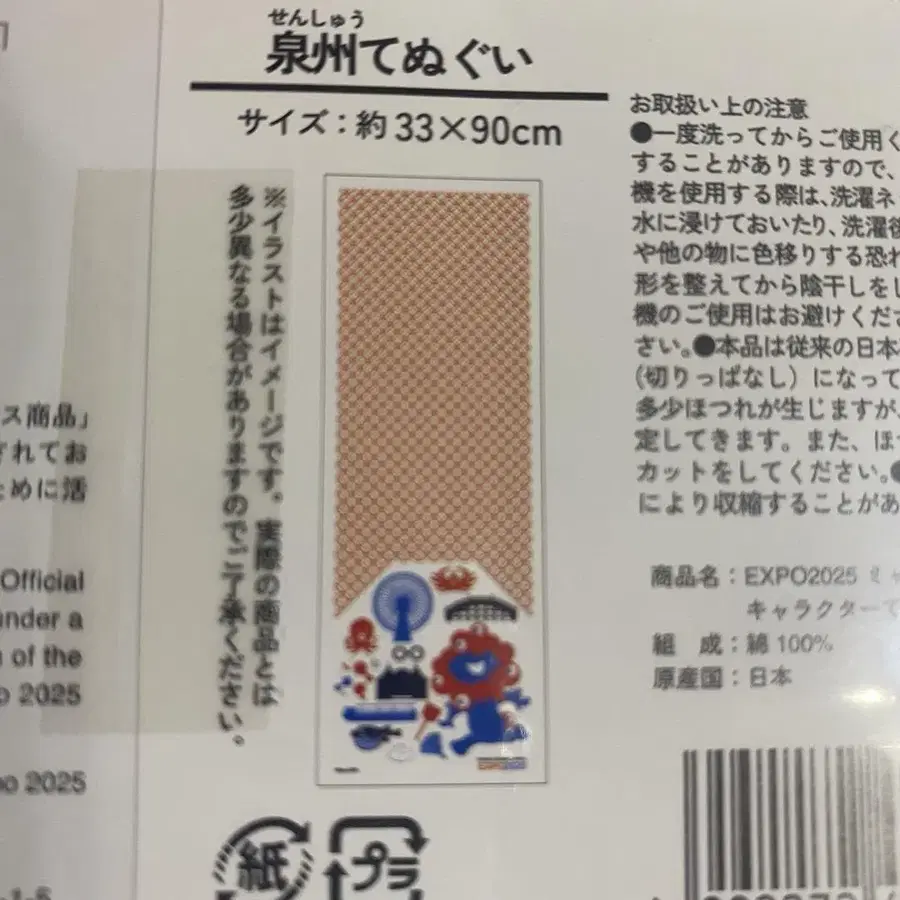 せんしゅう
泉州てぬぐい
サイズ：約33×90cm
※イラストはイメージです。実際の商品とは
多少異なる場合がありますのでご了承ください。
お取扱い上の注意
●一度洗ってからご使用く
することがありますので、
機を使用する際は、洗濯ネ
水に浸けておいたり、洗濯後
や他の物に色移りする恐れ
形を整えてから陰干しをし
機のご使用はお避けくださ
さい。●本品は従来の日本
(切りっぱなし）になって
多少ほつれが生じますが、
定してきます。また、ほ
カットをしてください。●
により収縮することがあ
商品名：EXPO2025 ミャ
キャラクターて
組　成：綿100%
原産国：日本
ス商品」
されてお
ために活
Official
under a
of the
2025
2025
紙
プラ